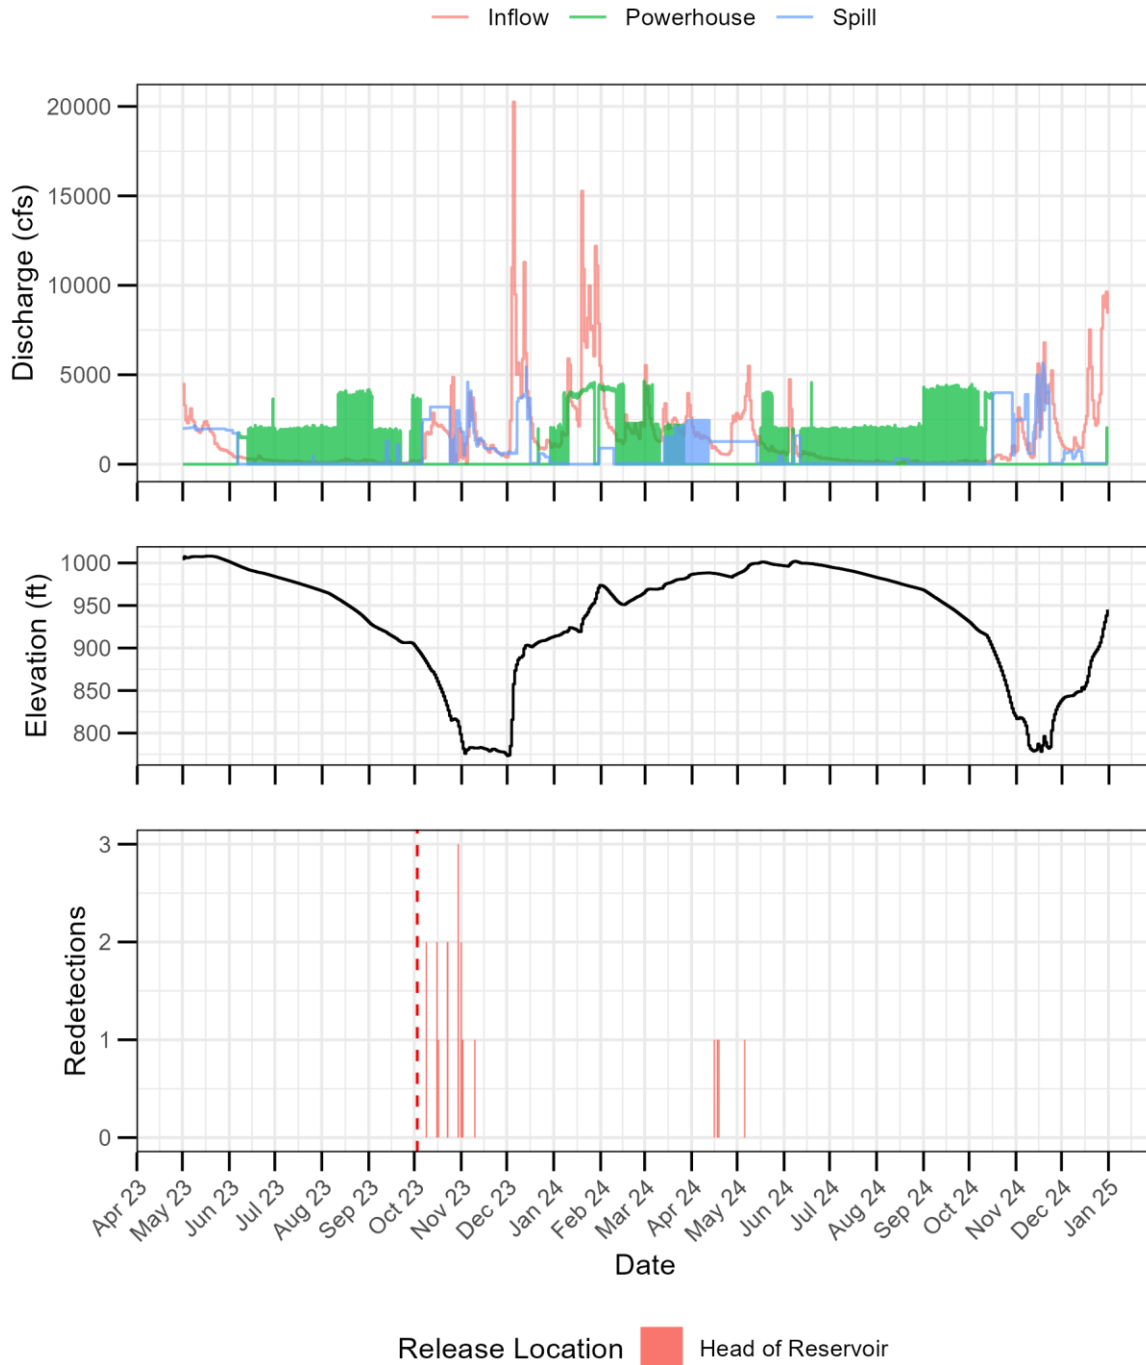 Inflow Powerhouse Spill
Discharge (cfs)
20000
15000
10000
5000
0
Elevation (ft)
1000
950
900
850
800
Redetections
3
2
1
0
Apr 23 May 23 Jun 23 Jul 23 Aug 23 Sep 23 Oct 23 Nov 23 Dec 23 Jan 24 Feb 24 Mar 24 Apr 24 May 24 Jun 24 Jul 24 Aug 24 Sep 24 Oct 24 Nov 24 Dec 24 Jan 25
Date
Release Location Head of Reservoir